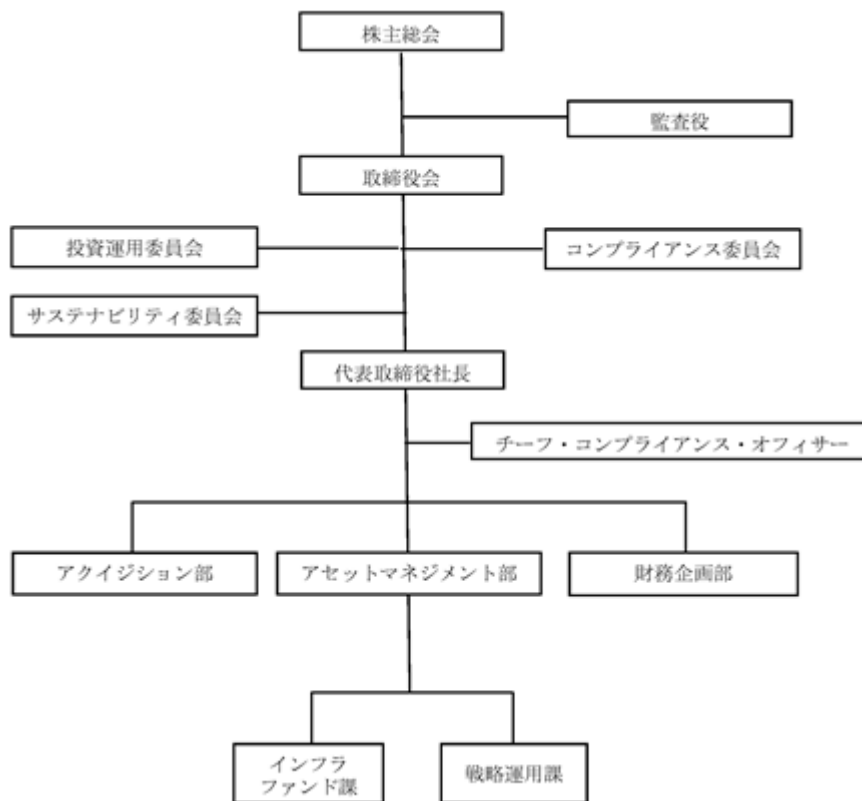 株主総会
監査役
取締役会
投資運用委員会
コンプライアンス委員会
サステナビリティ委員会
代表取締役社長
チーフ・コンプライアンス・オフィサー
アクイジション部
アセットマネジメント部
財務企画部
インフラ
ファンド課
戦略運用課